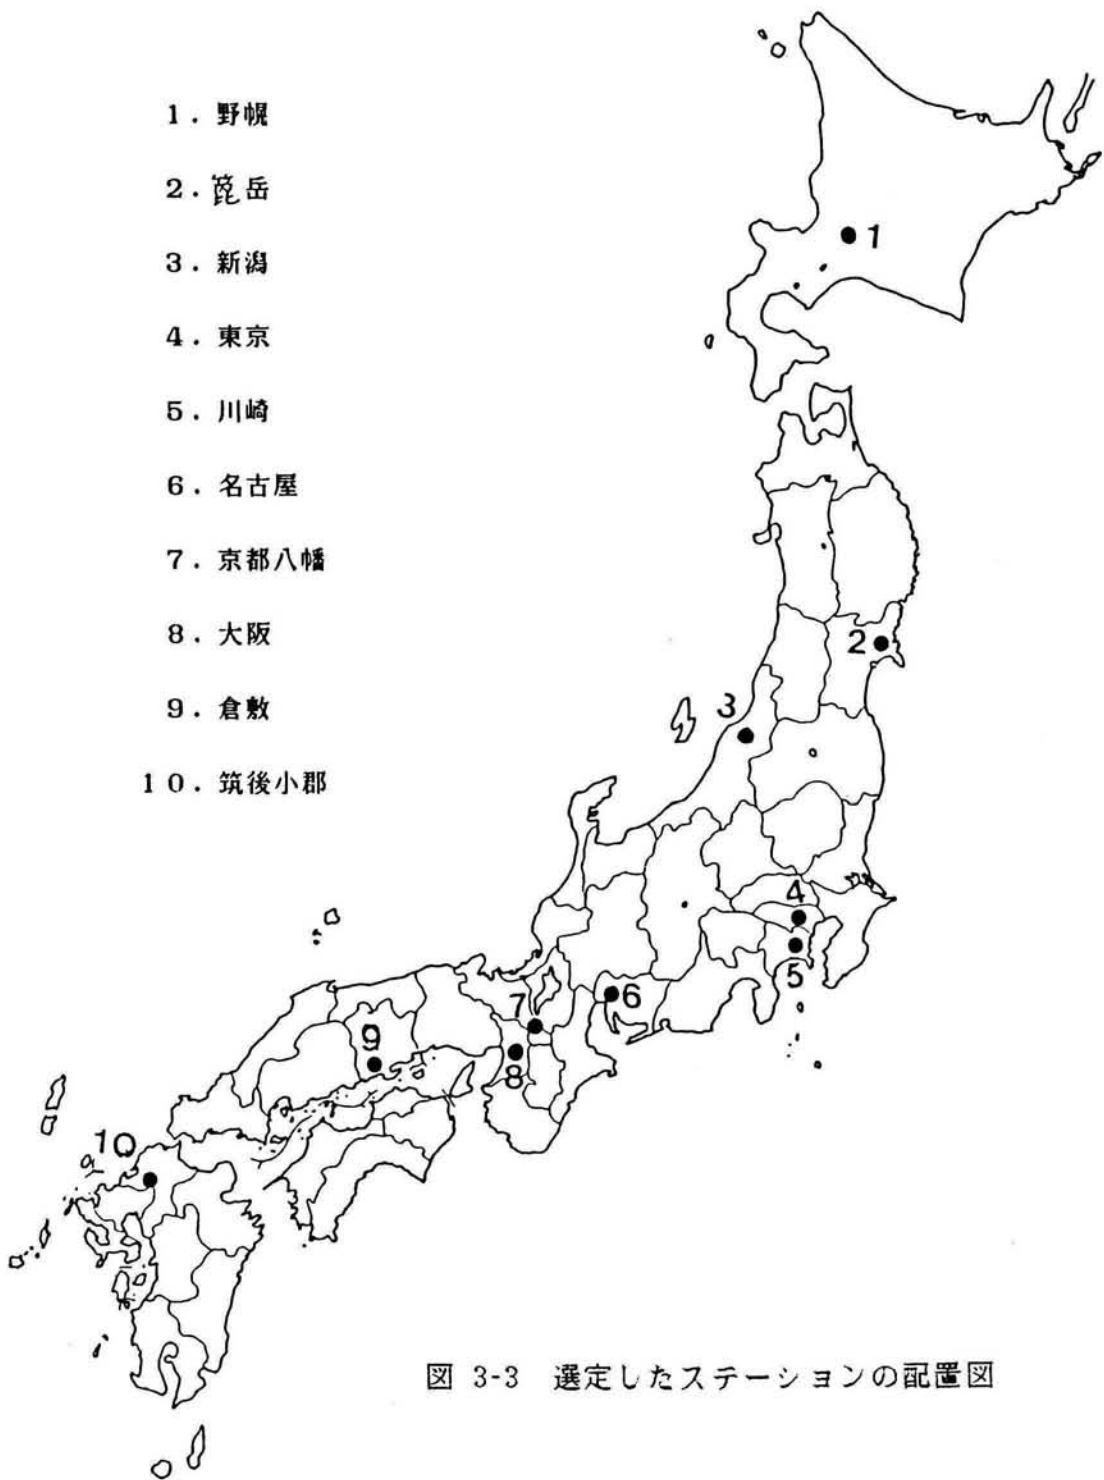 1. 野幌
2. 箆岳
3. 新潟
4. 東京
5. 川崎
6. 名古屋
7. 京都八幡
8. 大阪
9. 倉敷
10. 筑後小郡
1
2
3
4
5
6
7
8
9
10
図 3-3 選定したステーションの配置図